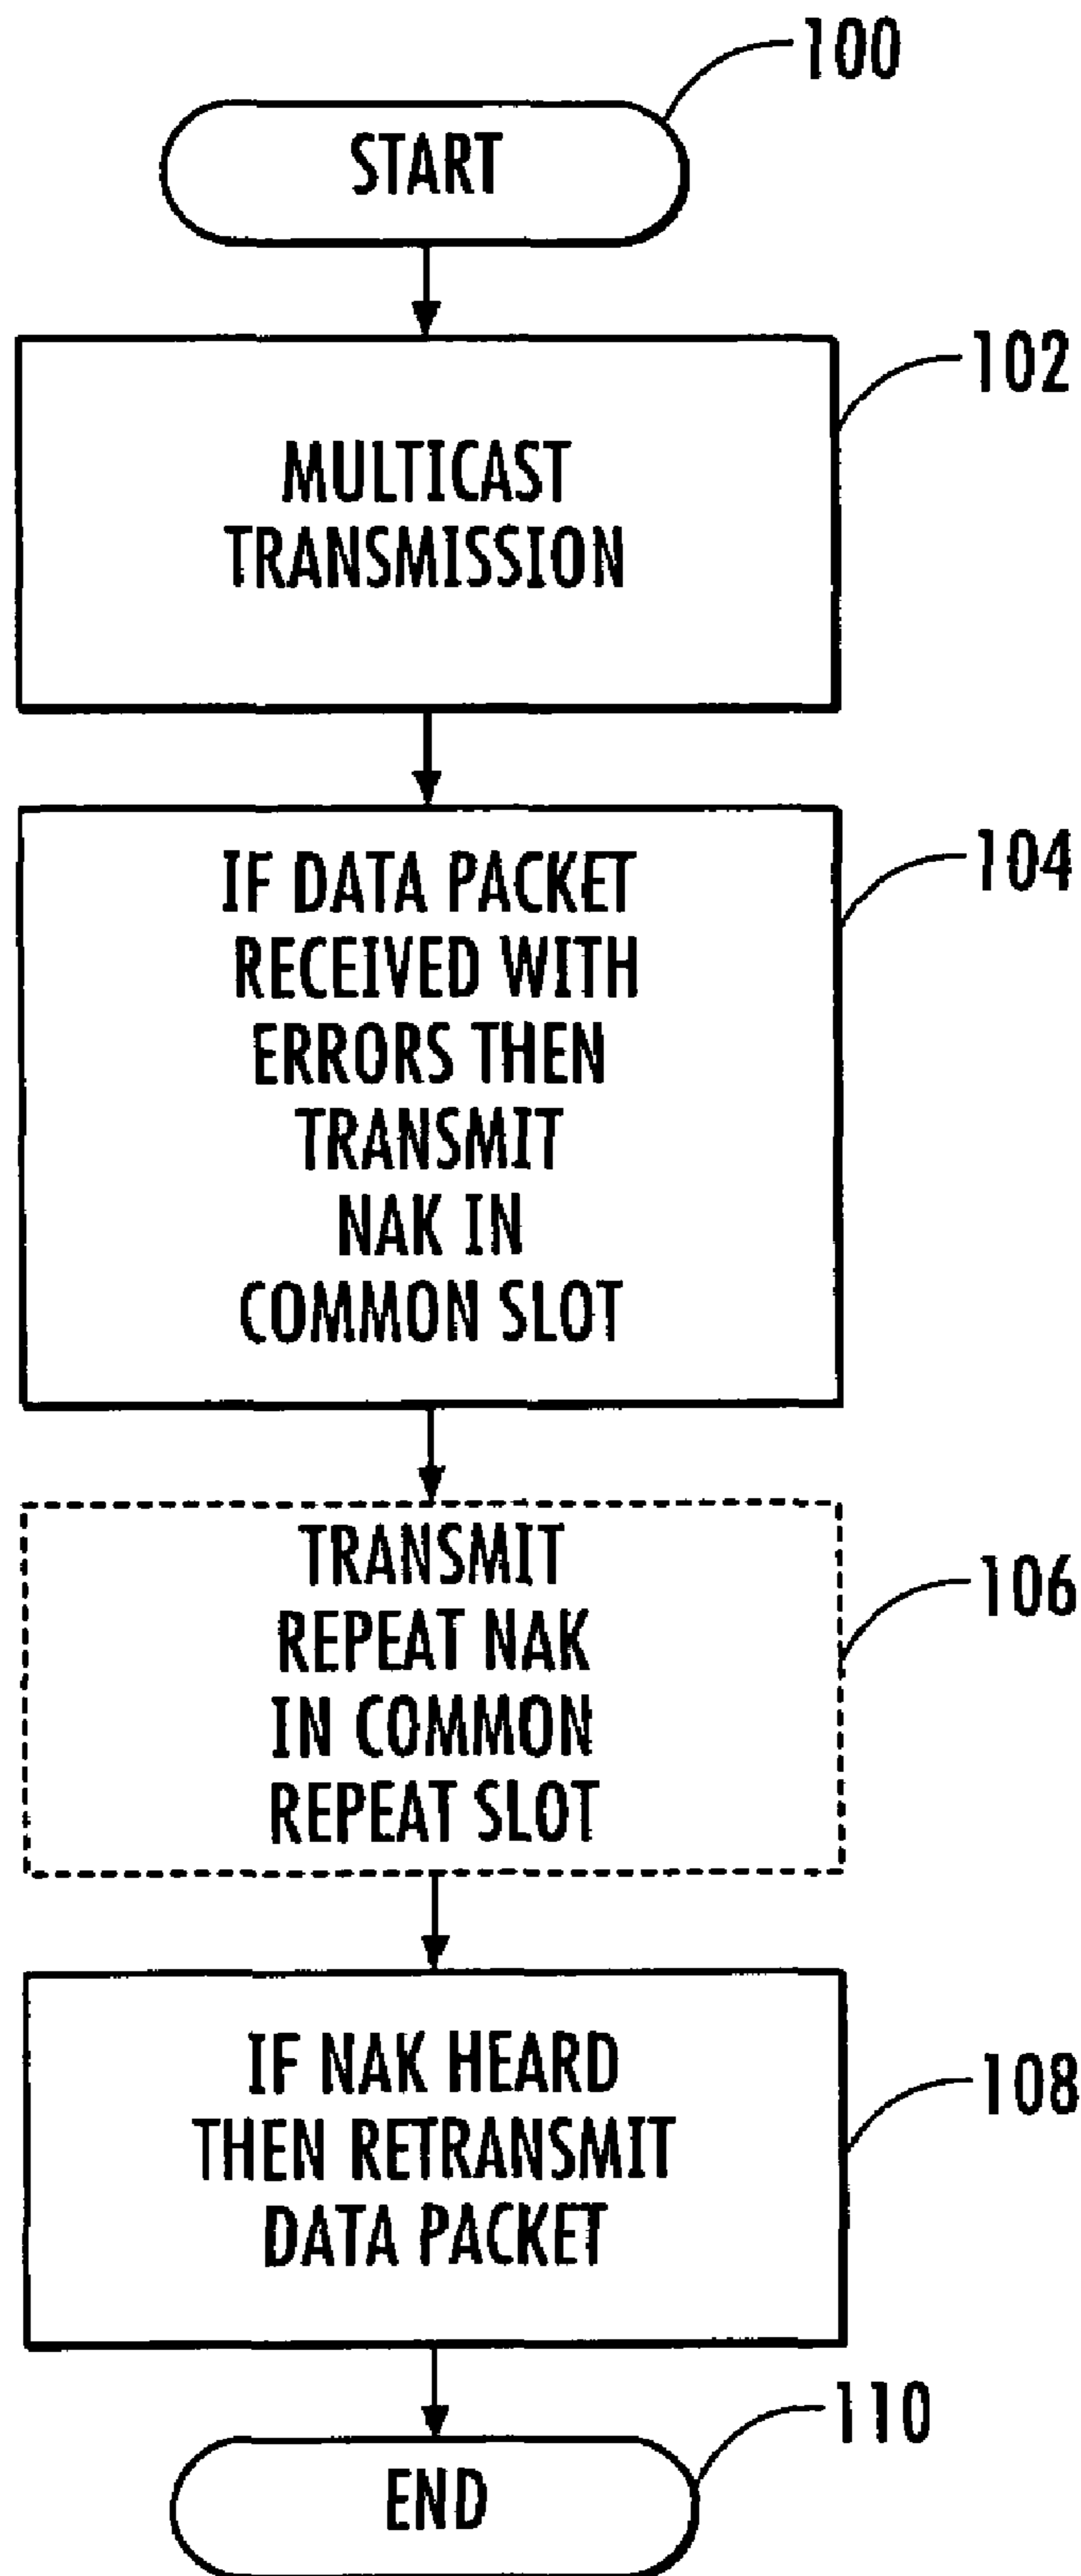 100
START
102
MULTICAST
TRANSMISSION
104
IF DATA PACKET
RECEIVED WITH
ERRORS THEN
TRANSMIT
NAK IN
COMMON SLOT
106
TRANSMIT
REPEAT NAK
IN COMMON
REPEAT SLOT
108
IF NAK HEARD
THEN RETRANSMIT
DATA PACKET
110
END